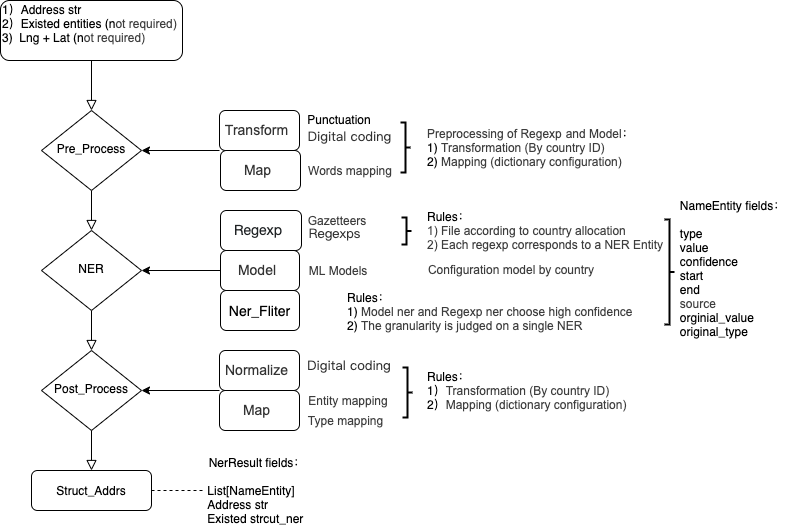 1) Address str
2) Existed entities (not required)
3) Lng + Lat (not required)
Pre_Process
Transform
Map
Punctuation
Digital coding
Words mapping
Preprocessing of Regexp and Model:
1) Transformation (By country ID)
2) Mapping (dictionary configuration)
NER
Regexp
Model
Ner_Fliter
Gazetteers
Regexps
ML Models
Rules:
1) File according to country allocation
2) Each regexp corresponds to a NER Entity
Configuration model by country
Rules:
1) Model ner and Regexp ner choose high confidence
2) The granularity is judged on a single NER
NameEntity fields:
type
value
confidence
start
end
source
orginial_value
original_type
Post_Process
Normalize
Map
Digital coding
Entity mapping
Type mapping
Rules:
1) Transformation (By country ID)
2) Mapping (dictionary configuration)
Struct_Addrs
NerResult fields:
List[NameEntity]
Address str
Existed strcut_ner